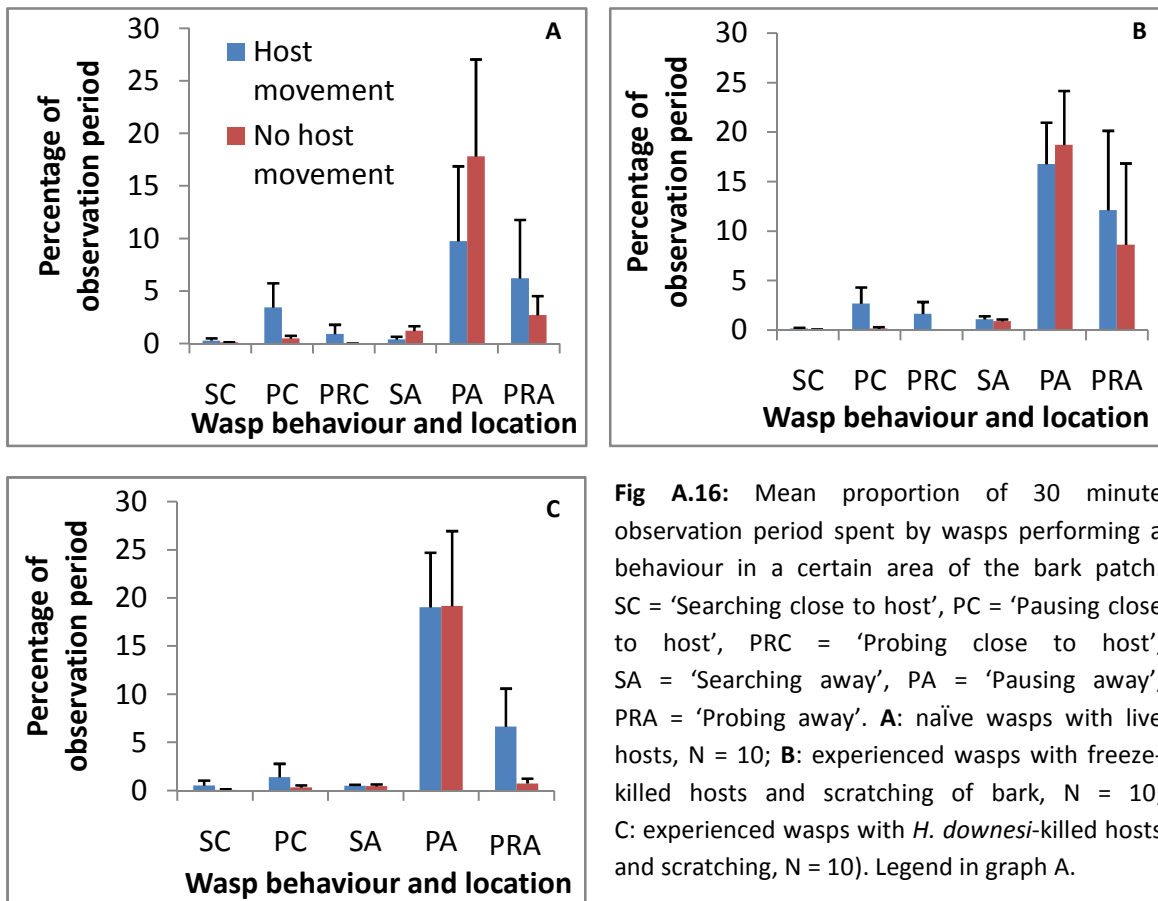 A
Percentage of
observation period
30
25
20
15
10
5
0
Host
movement
No host
movement
SC PC PRC SA PA PRA
Wasp behaviour and location
B
Percentage of
observation period
30
25
20
15
10
5
0
SC PC PRC SA PA PRA
Wasp behaviour and location
C
Percentage of
observation period
30
25
20
15
10
5
0
SC PC SA PA PRA
Wasp behaviour and location
Fig A.16: Mean proportion of 30 minute
observation period spent by wasps performing a
behaviour in a certain area of the bark patch.
SC = ‘Searching close to host’, PC = ‘Pausing close
to host’, PRC = ‘Probing close to host’,
SA = ‘Searching away’, PA = ‘Pausing away’,
PRA = ‘Probing away’. A: naÏve wasps with live
hosts, N = 10; B: experienced wasps with freeze-
killed hosts and scratching of bark, N = 10,
C: experienced wasps with H. downesi-killed hosts
and scratching, N = 10). Legend in graph A.